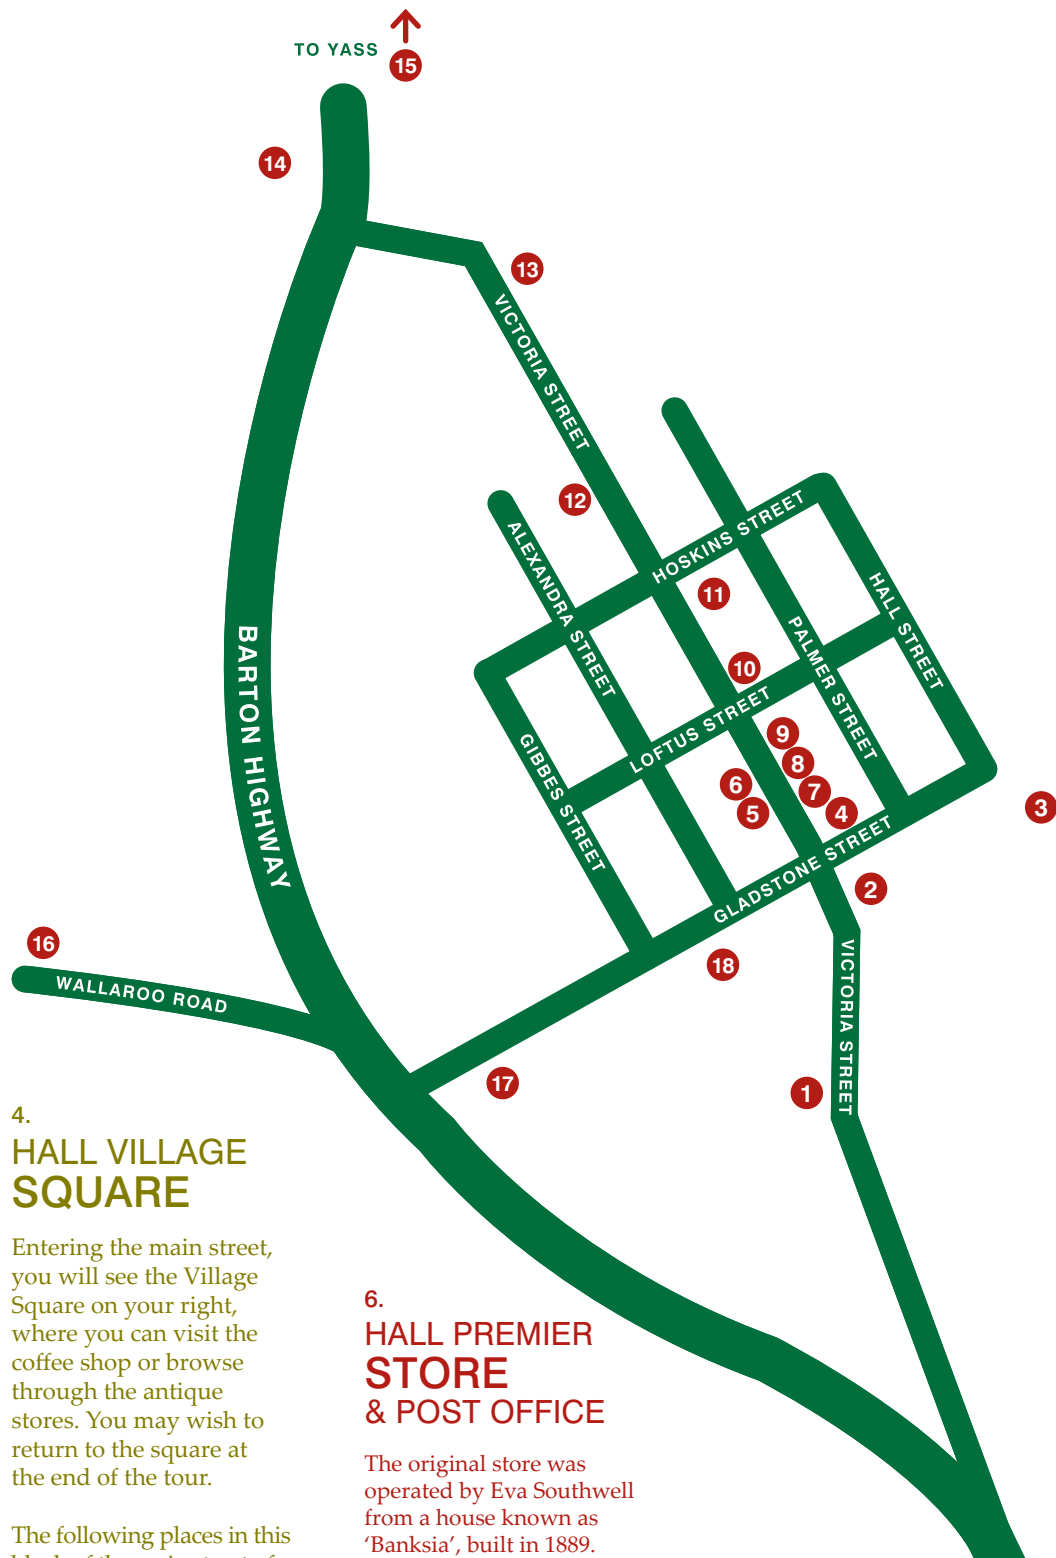 TO YASS
15
14
13
VICTORIA STREET
12
ALEXANDRA STREET
HOSKINS STREET
11
HALL STREET
PALMER STREET
10
LOFTUS STREET
BARTON HIGHWAY
GIBBES STREET
9
8
6
7
5
4
3
GLADSTONE STREET
2
16
WALLAROO ROAD
18
VICTORIA STREET
17
1
4.
HALL VILLAGE
SQUARE
Entering the main street,
you will see the Village
Square on your right,
where you can visit the
coffee shop or browse
through the antique
stores. You may wish to
return to the square at
the end of the tour.
The following places in this
6.
HALL PREMIER
STORE
& POST OFFICE
The original store was
operated by Eva Southwell
from a house known as
‘Banksia’, built in 1889.